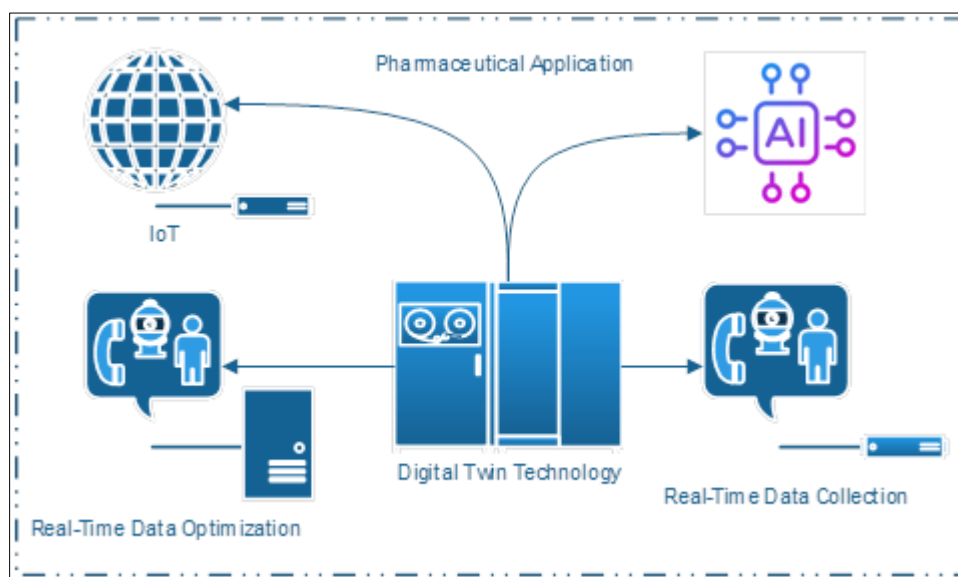 Pharmaceutical Application
AI
IoT
Digital Twin Technology
Real-Time Data Collection
Real-Time Data Optimization